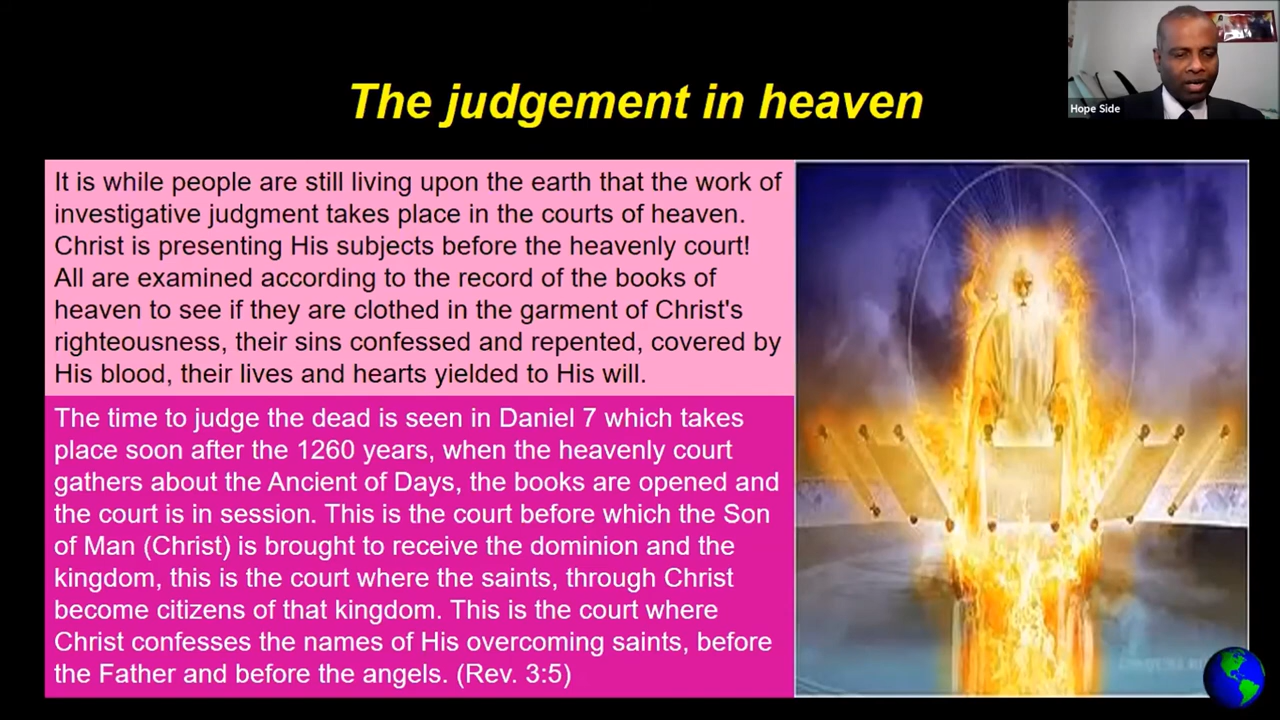 The judgement in heaven
Hope Side
It is while people are still living upon the earth that the work of
investigative judgment takes place in the courts of heaven.
Christ is presenting His subjects before the heavenly court!
All are examined according to the record of the books of
heaven to see if they are clothed in the garment of Christ's
righteousness, their sins confessed and repented, covered by
His blood, their lives and hearts yielded to His will.
The time to judge the dead is seen in Daniel 7 which takes
place soon after the 1260 years, when the heavenly court
gathers about the Ancient of Days, the books are opened and
the court is in session. This is the court before which the Son
of Man (Christ) is brought to receive the dominion and the
kingdom, this is the court where the saints, through Christ
become citizens of that kingdom. This is the court where
Christ confesses the names of His overcoming saints, before
the Father and before the angels. (Rev. 3:5)